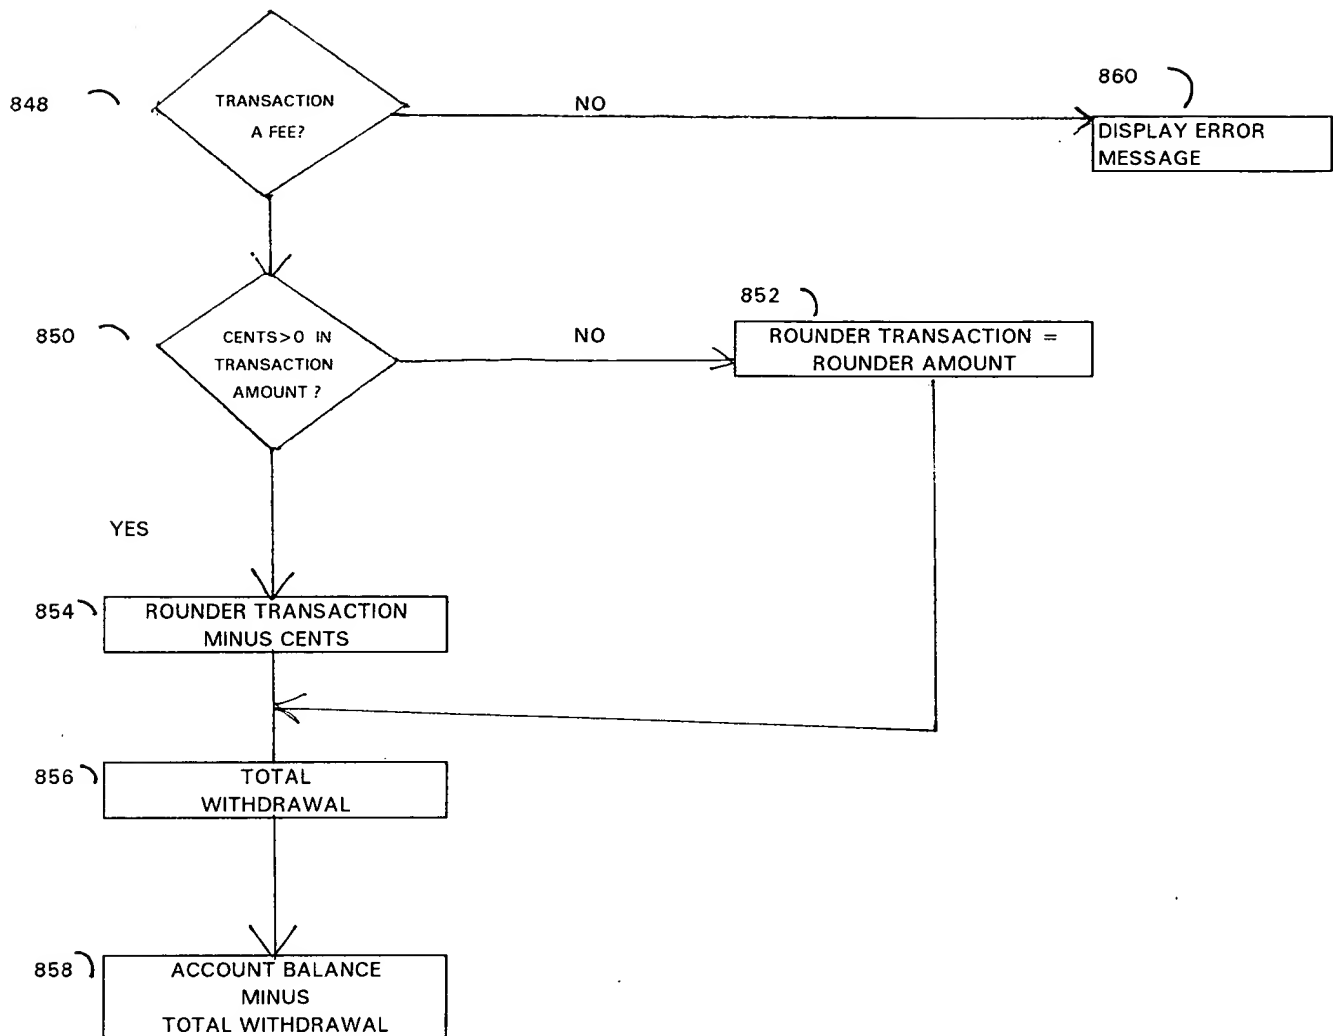 860
848
TRANSACTION
A FEE?
NO
DISPLAY ERROR
MESSAGE
852
850
CENTS>0 IN
TRANSACTION
AMOUNT ?
NO
ROUNDER TRANSACTION =
ROUNDER AMOUNT
YES
854
ROUNDER TRANSACTION
MINUS CENTS
856
TOTAL
WITHDRAWAL
858
ACCOUNT BALANCE
MINUS
TOTAL WITHDRAWAL